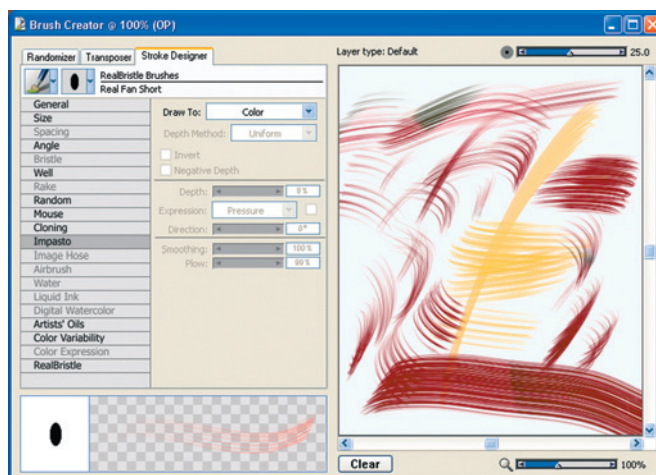 Brush Creator @ 100% (OP)
Randomizer Transposer Stroke Designer
RealBristle Brushes
Real Fan Short
General
Size
Spacing
Angle
Bristle
Well
Rake
Random
Mouse
Cloning
Impasto
Image Hose
Airbrush
Water
Liquid Ink
Digital Watercolor
Artists' Oils
Color Variability
Color Expression
RealBristle
Draw To: Color
Depth Method: Uniform
Invert
Negative Depth
Depth: 8%
Expression: Pressure
Direction: 0°
Smoothing: 100%
Plow: 99%
Layer type: Default 25.0
Clear 100%